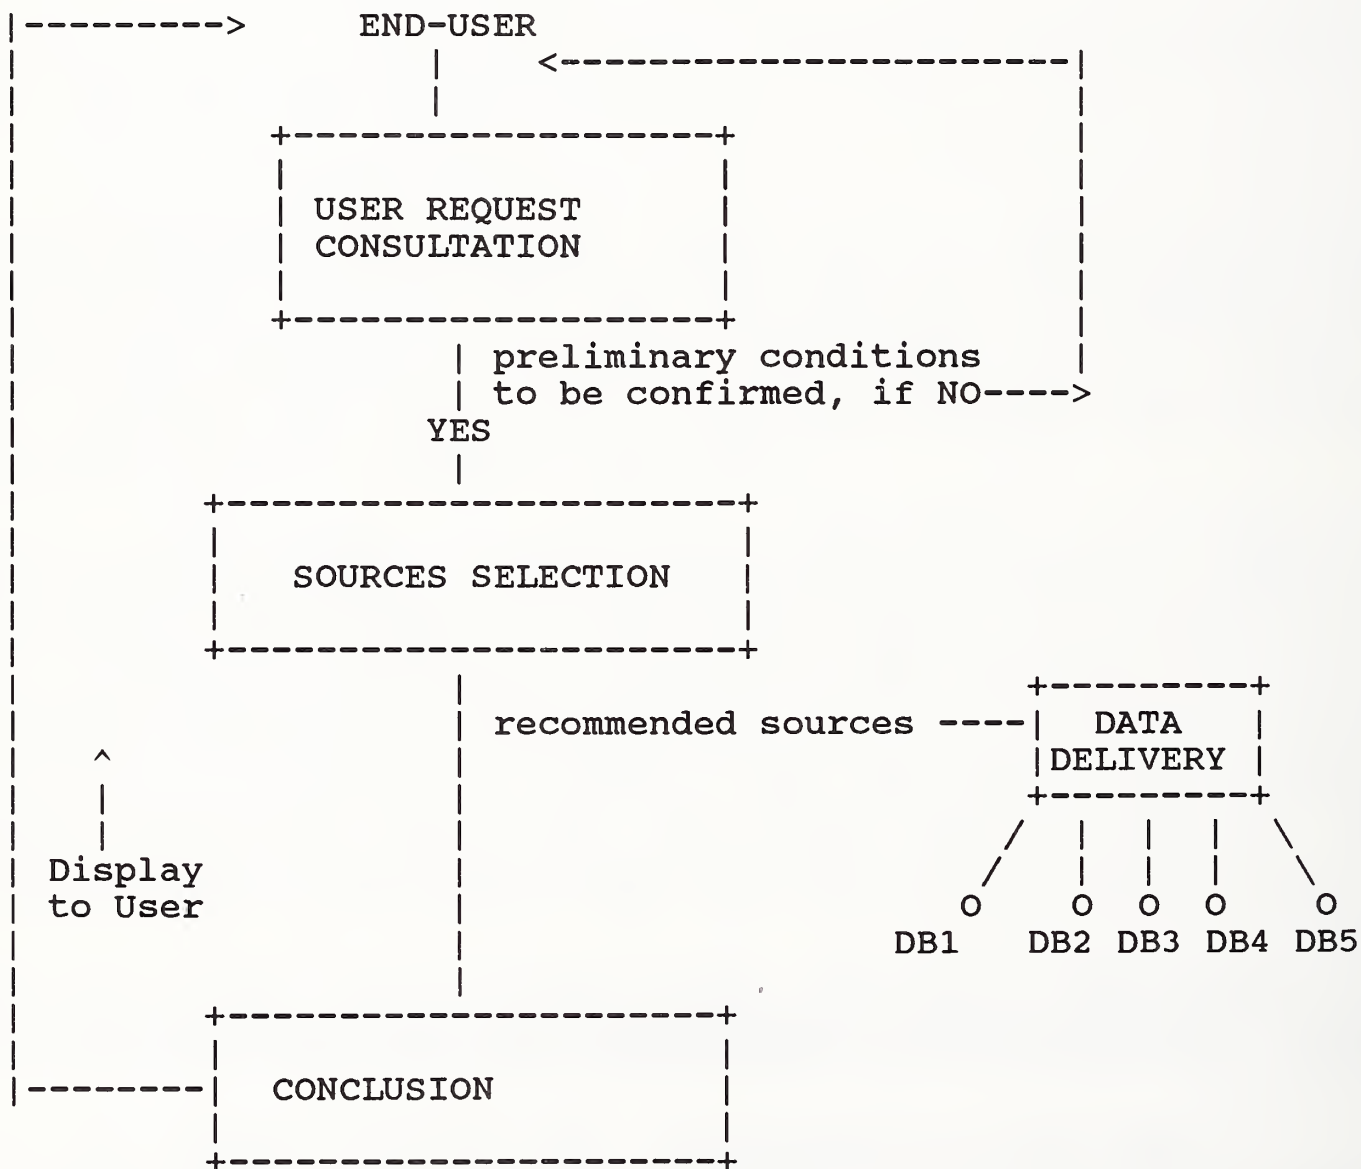 END-USER
USER REQUEST
CONSULTATION
preliminary conditions
to be confirmed, if NO
YES
SOURCES SELECTION
recommended sources
DATA
DELIVERY
Display
to User
O O O O O
DB1 DB2 DB3 DB4 DB5
CONCLUSION